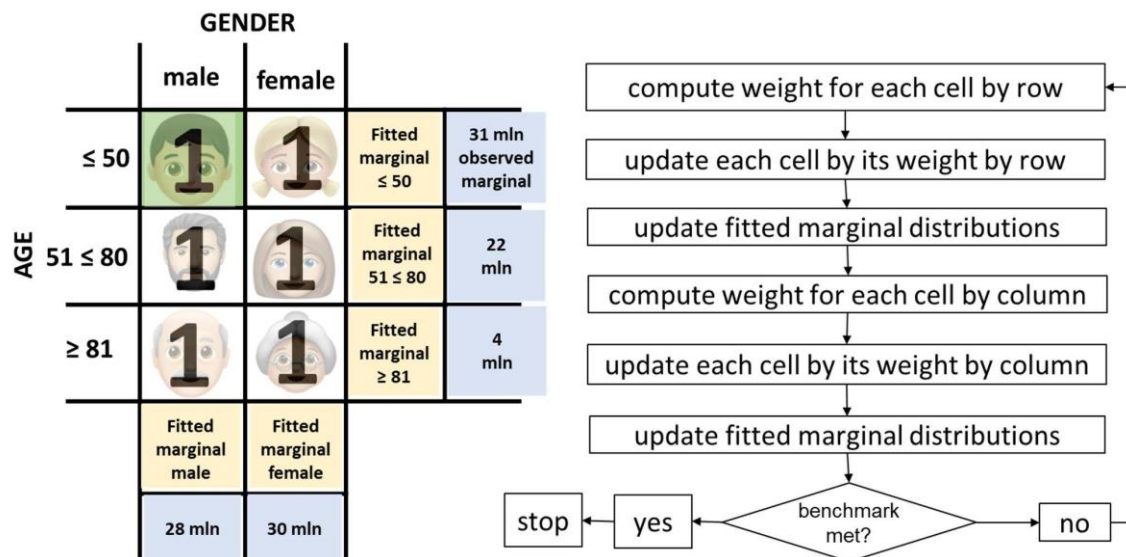 GENDER
male female
AGE
≤ 50
1 1
Fitted
marginal
≤ 50
31 mln
observed
marginal
51 ≤ 80
1 1
Fitted
marginal
51 ≤ 80
22
mln
≥ 81
1 1
Fitted
marginal
≥ 81
4
mln
Fitted
marginal
male
Fitted
marginal
female
28 mln
30 mln
compute weight for each cell by row
update each cell by its weight by row
update fitted marginal distributions
compute weight for each cell by column
update each cell by its weight by column
update fitted marginal distributions
benchmark
met?
stop
yes
no